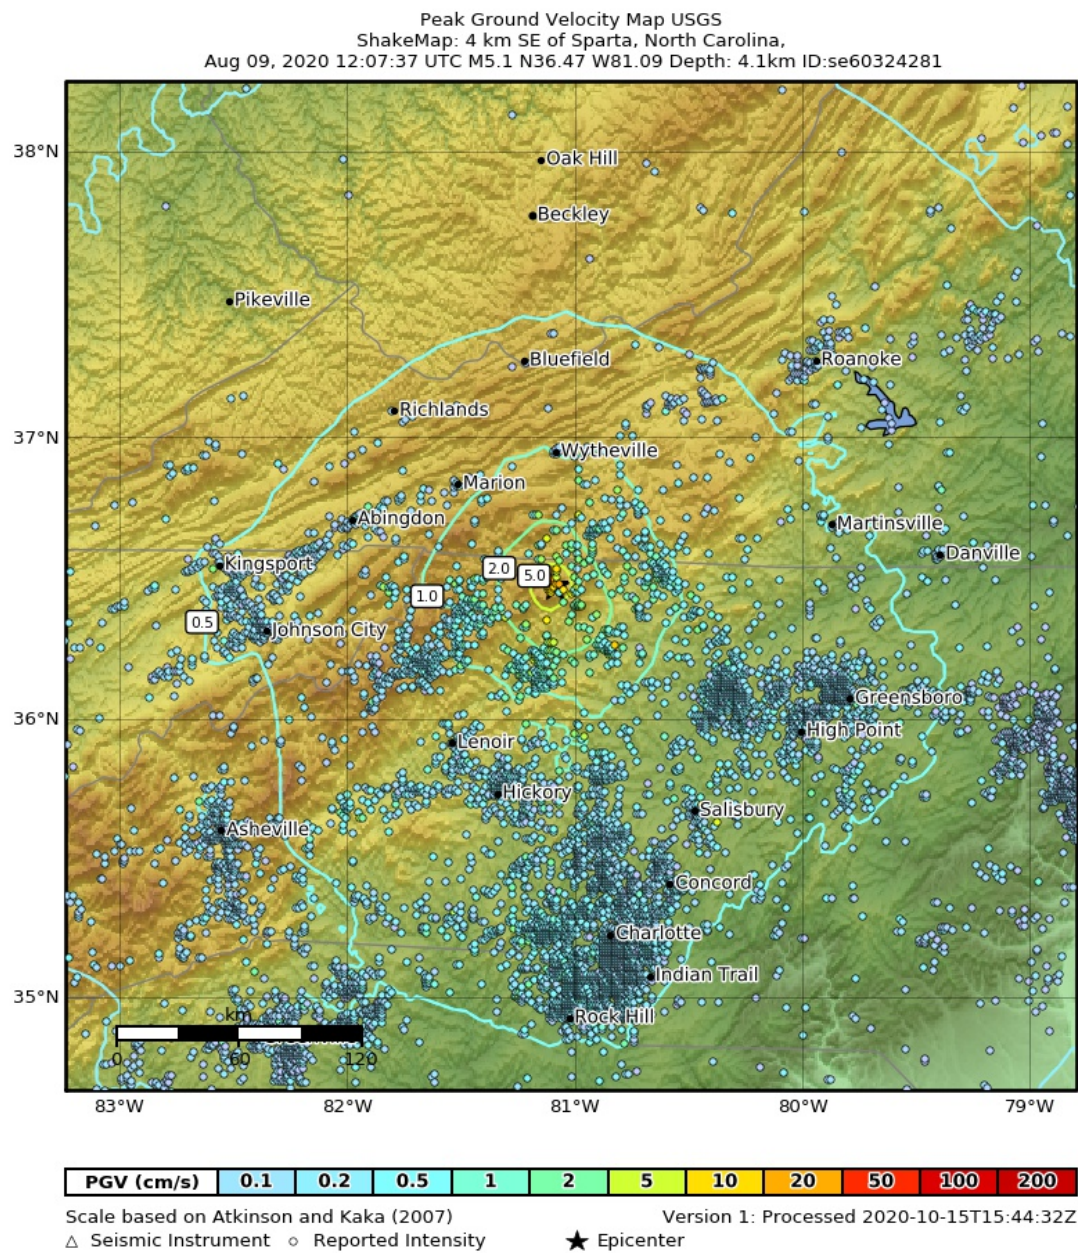 Peak Ground Velocity Map USGS
ShakeMap: 4 km SE of Sparta, North Carolina,
Aug 09, 2020 12:07:37 UTC M5.1 N36.47 W81.09 Depth: 4.1km ID:se60324281
38°N
Oak Hill
Beckley
Pikeville
Bluefield
Roanoke
Richlands
37°N
Wytheville
Marion
Abingdon
Martinsville
Danville
Kingsport
2.0
5.0
1.0
0.5
Johnson City
Greensboro
36°N
High Point
Lenoir
Hickory
Salisbury
Asheville
Concord
Charlotte
Indian Trail
35°N
Rock Hill
km
0 60 120
83°W 82°W 81°W 80°W 79°W
PGV (cm/s) 0.1 0.2 0.5 1 2 5 10 20 50 100 200
Scale based on Atkinson and Kaka (2007) Version 1: Processed 2020-10-15T15:44:32Z
Seismic Instrument Reported Intensity Epicenter